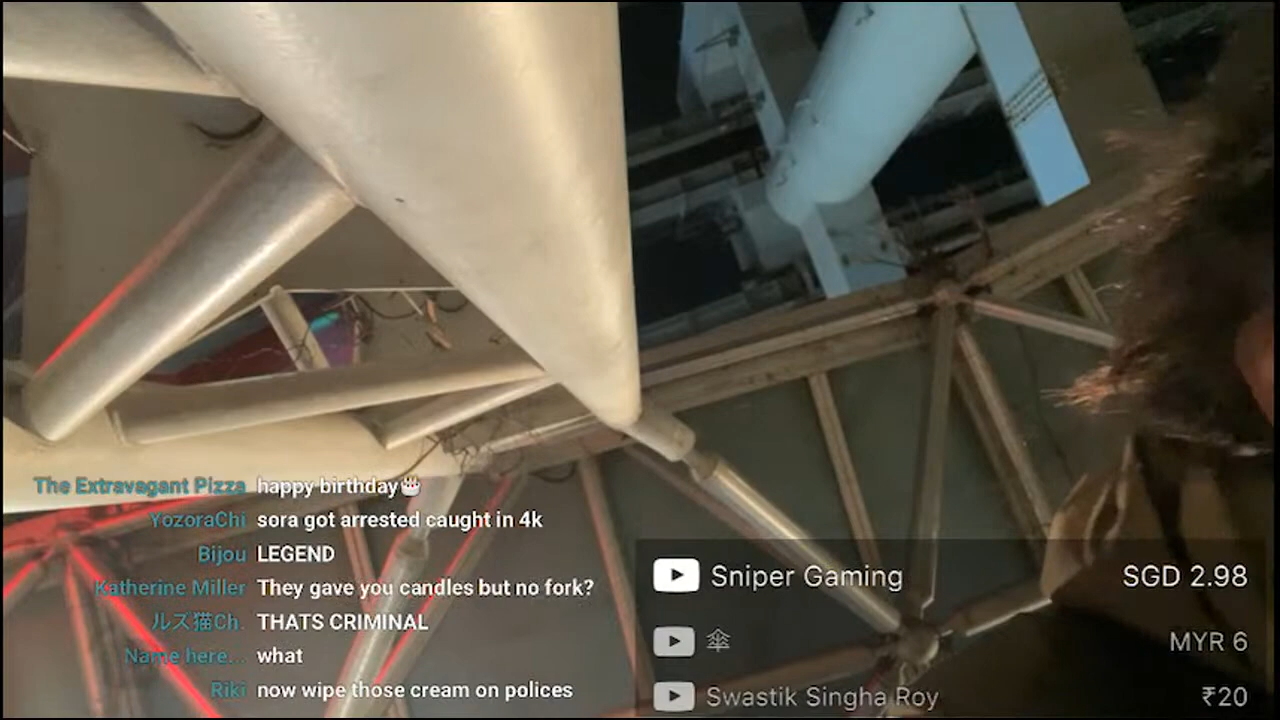 The Extravagant Pizza happy birthday🎂
YozoraChi sora got arrested caught in 4k
Bijou LEGEND
Katherine Miller They gave you candles but no fork?
ルズ猫Ch. THATS CRIMINAL
Name here... what
Riki now wipe those cream on polices
Sniper Gaming SGD 2.98
傘 MYR 6
Swastik Singha Roy ₹20